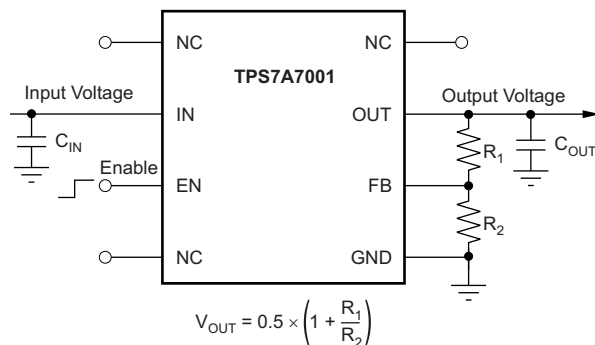 NC
NC
TPS7A7001
Input Voltage
IN
OUT
Output Voltage
C_IN
R_1
C_OUT
Enable
EN
FB
R_2
NC
GND
V_OUT = 0.5 × (1 + R_1/R_2)